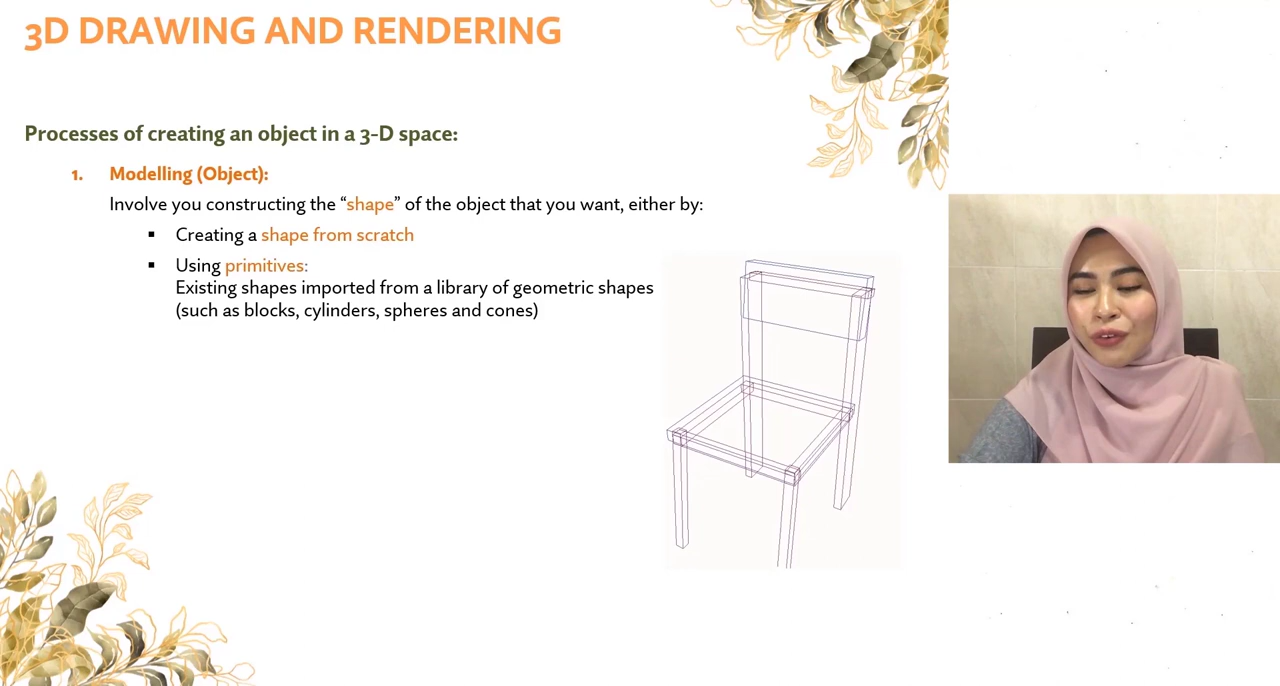 3D DRAWING AND RENDERING
Processes of creating an object in a 3-D space:
1. Modelling (Object):
Involve you constructing the “shape” of the object that you want, either by:
▪ Creating a shape from scratch
▪ Using primitives:
Existing shapes imported from a library of geometric shapes
(such as blocks, cylinders, spheres and cones)